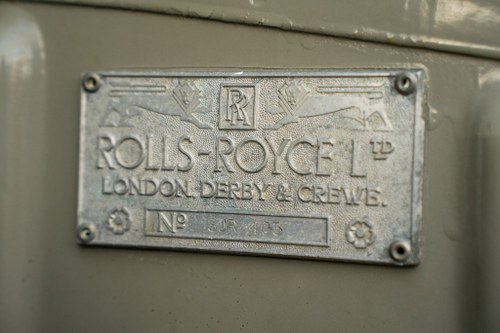 RR
ROLLS-ROYCE LTD
LONDON. DERBY & CREWE.
No